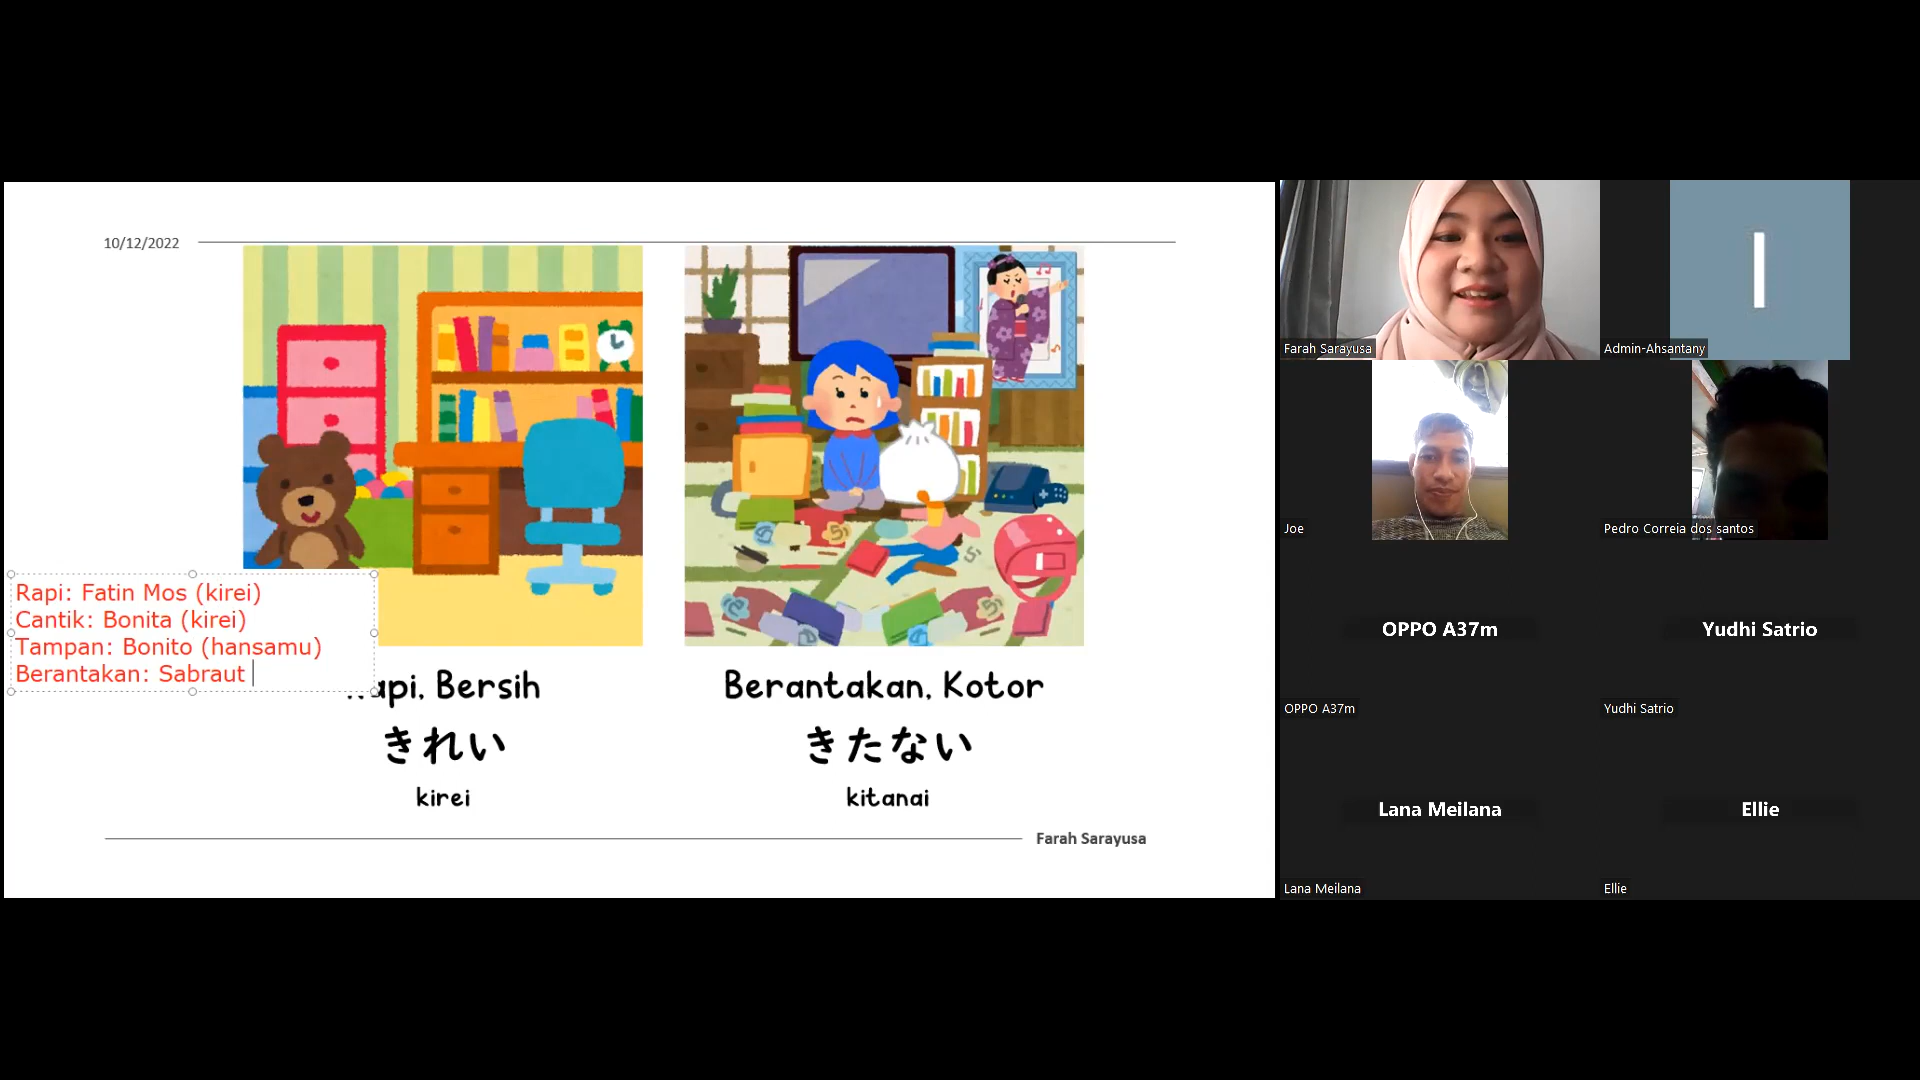 10/12/2022
Rapi: Fatin Mos (kirei)
Cantik: Bonita (kirei)
Tampan: Bonito (hansamu)
Berantakan: Sabraut
Bersih
きれい
kirei
Berantakan, Kotor
きたない
kitanai
Farah Sarayusa
Farah Sarayusa
Admin-Ahsantany
I
Joe
Pedro Correia dos santos
OPPO A37m
OPPO A37m
Yudhi Satrio
Yudhi Satrio
Lana Meilana
Lana Meilana
Ellie
Ellie